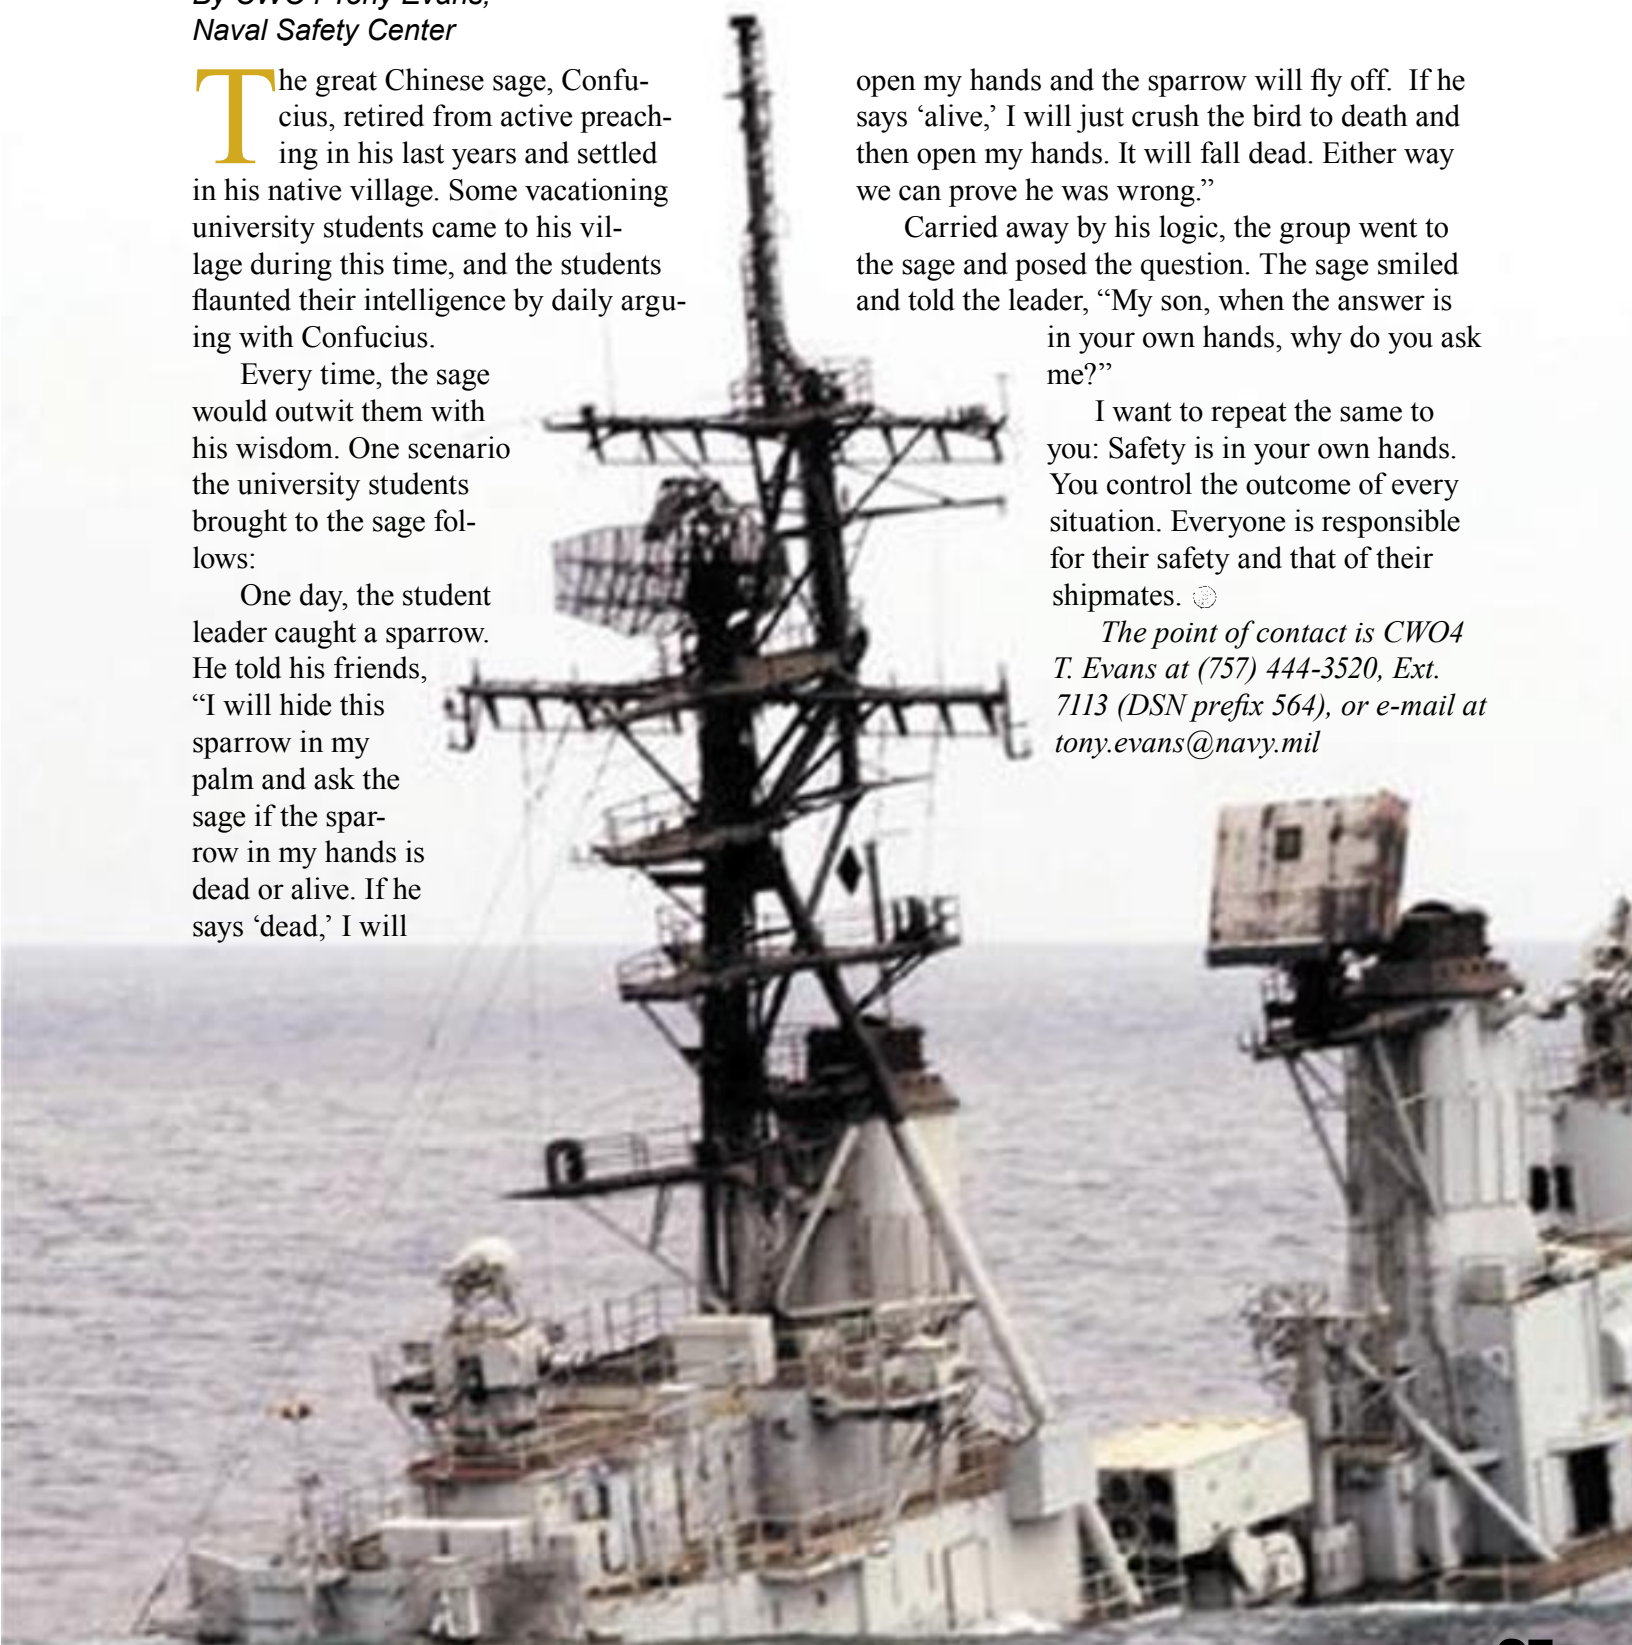 By CWO4 Tony Evans,
Naval Safety Center
The great Chinese sage, Confu-
cius, retired from active preach-
ing in his last years and settled
in his native village. Some vacationing
university students came to his vil-
lage during this time, and the students
flaunted their intelligence by daily argu-
ing with Confucius.
Every time, the sage
would outwit them with
his wisdom. One scenario
the university students
brought to the sage fol-
lows:
One day, the student
leader caught a sparrow.
He told his friends,
“I will hide this
sparrow in my
palm and ask the
sage if the spar-
row in my hands is
dead or alive. If he
says ‘dead,’ I will
open my hands and the sparrow will fly off.  If he
says ‘alive,’ I will just crush the bird to death and
then open my hands. It will fall dead. Either way
we can prove he was wrong.”
Carried away by his logic, the group went to
the sage and posed the question. The sage smiled
and told the leader, “My son, when the answer is
in your own hands, why do you ask
me?”
I want to repeat the same to
you: Safety is in your own hands.
You control the outcome of every
situation. Everyone is responsible
for their safety and that of their
shipmates.
The point of contact is CWO4
T. Evans at (757) 444-3520, Ext.
7113 (DSN prefix 564), or e-mail at
tony.evans@navy.mil